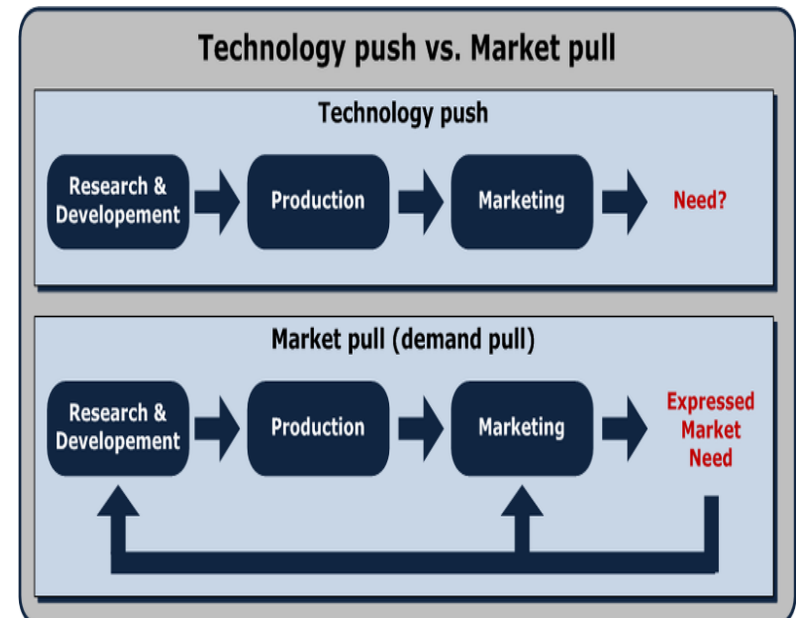 Technology push vs. Market pull
Technology push
Research &
Developement
Production
Marketing
Need?
Market pull (demand pull)
Research &
Developement
Production
Marketing
Expressed
Market
Need